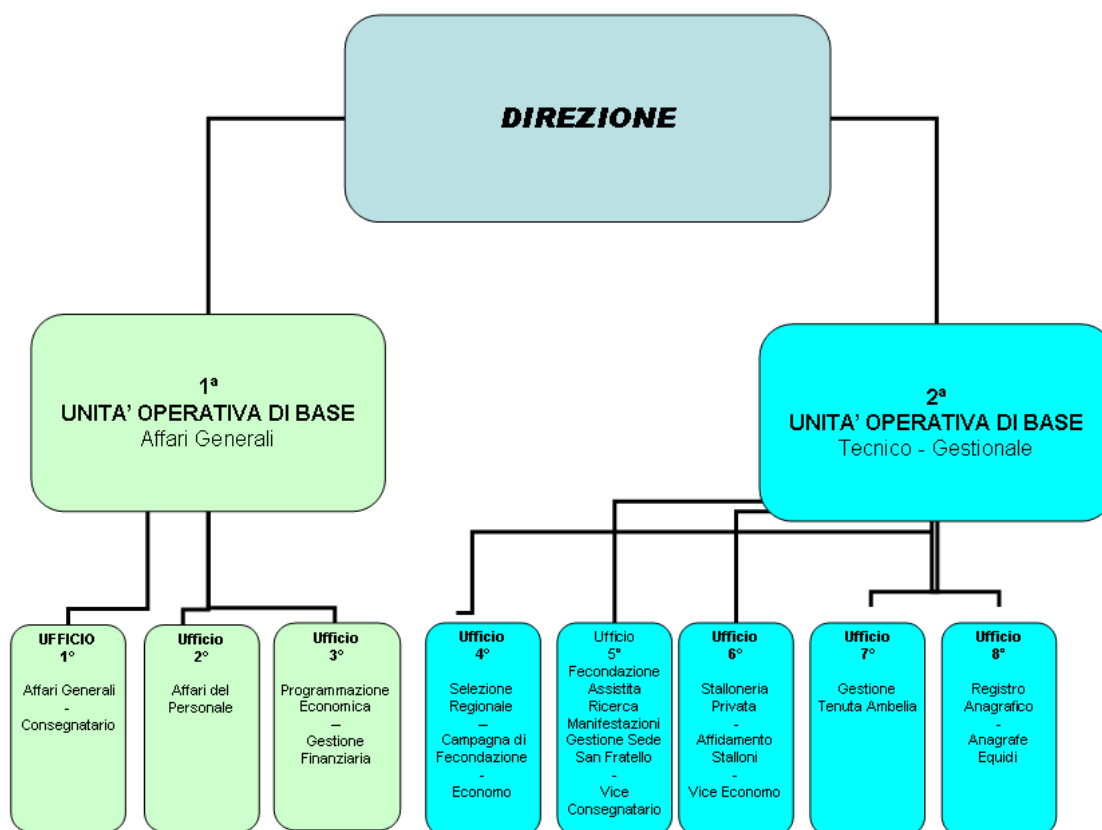 DIREZIONE
1ª
UNITA’ OPERATIVA DI BASE
Affari Generali
2ª
UNITA’ OPERATIVA DI BASE
Tecnico - Gestionale
UFFICIO
1°
Affari Generali
-
Consegnatario
Ufficio
2°
Affari del
Personale
Ufficio
3°
Programmazione
Economica
–
Gestione
Finanziaria
Ufficio
4°
Selezione
Regionale
–
Campagna di
Fecondazione
-
Economo
Ufficio
5°
Fecondazione
Assistita
Ricerca
Manifestazioni
Gestione Sede
San Fratello
-
Vice
Consegnatario
Ufficio
6°
Stalloneria
Privata
-
Affidamento
Stalloni
-
Vice Economo
Ufficio
7°
Gestione
Tenuta Ambelia
Ufficio
8°
Registro
Anagrafico
-
Anagrafe
Equidi